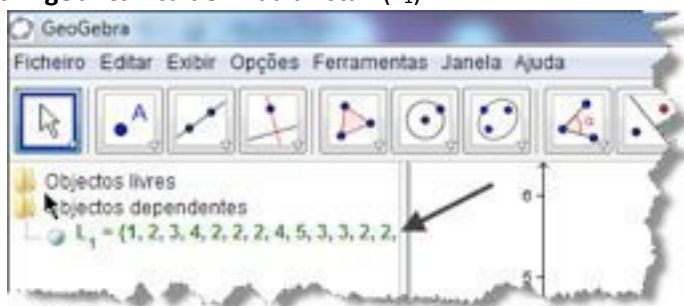 GeoGebra
Ficheiro Editar Exibir Opções Ferramentas Janela Ajuda
A
α
Objectos livres
Objectos dependentes
L₁ = {1, 2, 3, 4, 2, 2, 2, 4, 5, 3, 3, 2, 2,
6
5